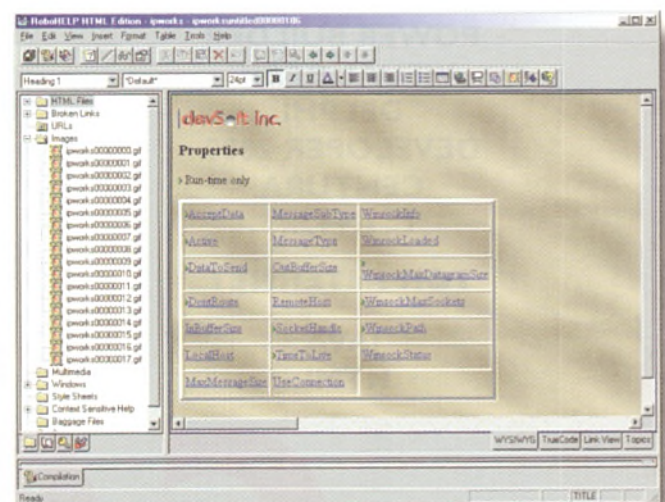 RoboHELP HTML Edition - ipworks - ipwork runtitled0000001.06
File Edit View Insert Format Table Tools Help
Heading 1 *Default* 24pt B I U A
HTML Files
Broken Links
URLs
Images
ipworks00000000.gif
ipworks00000001.gif
ipworks00000002.gif
ipworks00000003.gif
ipworks00000004.gif
ipworks00000005.gif
ipworks00000006.gif
ipworks00000007.gif
ipworks00000008.gif
ipworks00000009.gif
ipworks00000010.gif
ipworks00000011.gif
ipworks00000012.gif
ipworks00000013.gif
ipworks00000014.gif
ipworks00000015.gif
ipworks00000016.gif
ipworks00000017.gif
Multimedia
Windows
Style Sheets
Context Sensitive Help
Baggage Files
devSoft Inc.
Properties
Run-time only
AcceptData MessageSubType WinsockInfo
Active MessageType WinsockLoaded
DataToSend OutBufferSize WinsockMaxDatagramSize
DontRoute RemoteHost WinsockMaxSockets
InBufferSize SocketHandle WinsockPath
LocalHost TimeToLive WinsockStatus
MaxMessageSize UseConnection
WYSIWYG TrueCode Link View Topics
Compilation
Ready TITLE